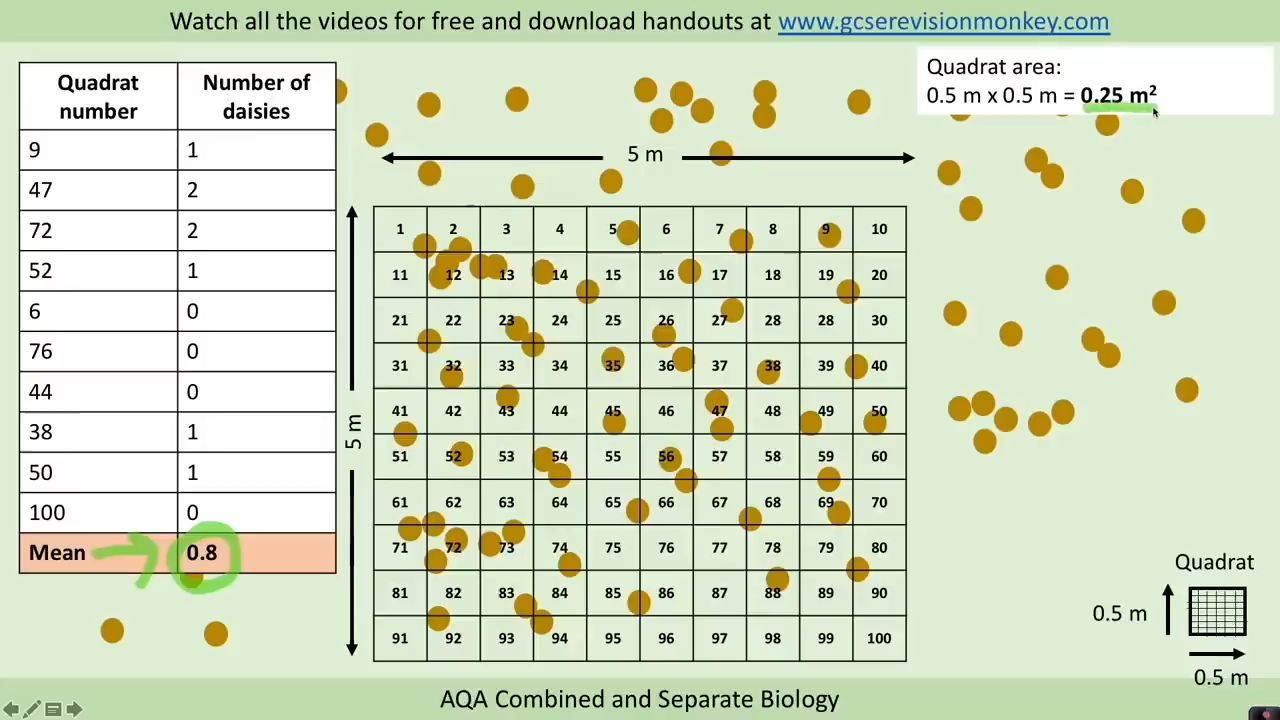 Watch all the videos for free and download handouts at www.gcserevisionmonkey.com
Quadrat number
Number of daisies
9 1
47 2
72 2
52 1
6 0
76 0
44 0
38 1
50 1
100 0
Mean 0.8
5 m
5 m
1 2 3 4 5 6 7 8 9 10
11 12 13 14 15 16 17 18 19 20
21 22 23 24 25 26 27 28 28 30
31 32 33 34 35 36 37 38 39 40
41 42 43 44 45 46 47 48 49 50
51 52 53 54 55 56 57 58 59 60
61 62 63 64 65 66 67 68 69 70
71 72 73 74 75 76 77 78 79 80
81 82 83 84 85 86 87 88 89 90
91 92 93 94 95 96 97 98 99 100
Quadrat area:
0.5 m x 0.5 m = 0.25 m²
Quadrat
0.5 m
0.5 m
AQA Combined and Separate Biology